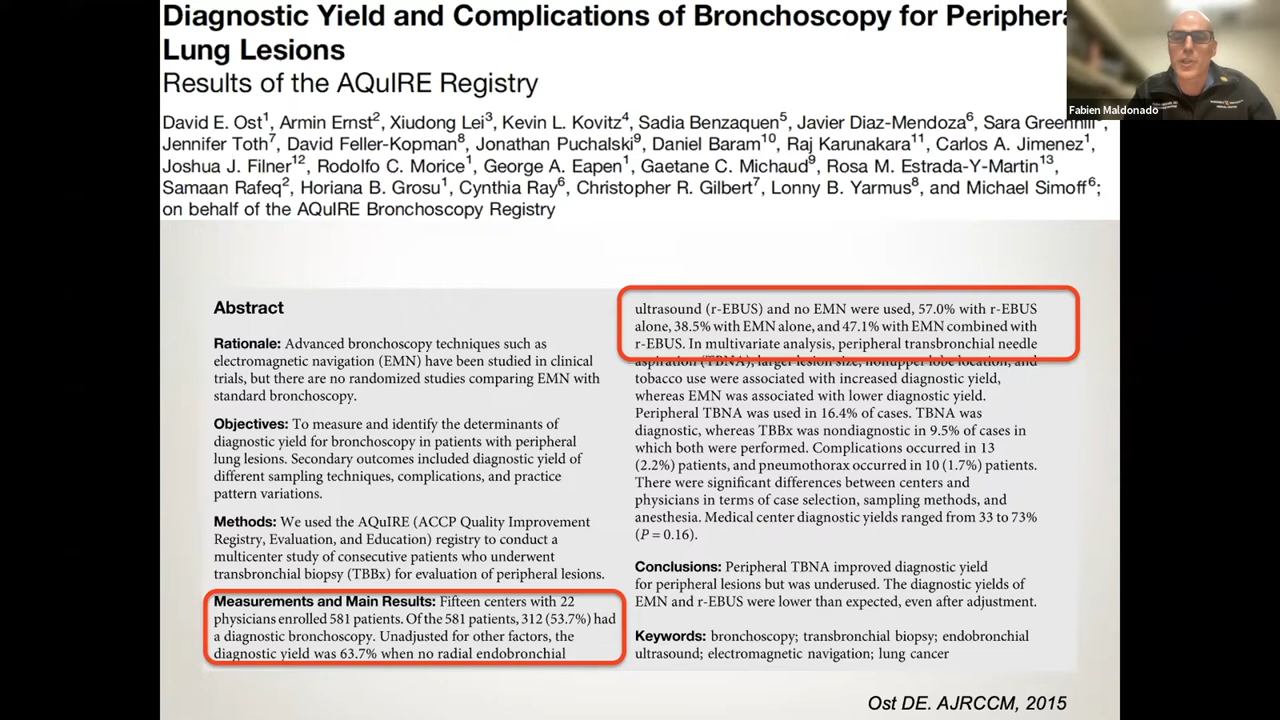 Diagnostic Yield and Complications of Bronchoscopy for Periphera
Lung Lesions
Results of the AQuIRE Registry
David E. Ost1, Armin Ernst2, Xiudong Lei3, Kevin L. Kovitz4, Sadia Benzaquen5, Javier Diaz-Mendoza6, Sara Greenhill
Jennifer Toth7, David Feller-Kopman8, Jonathan Puchalski9, Daniel Baram10, Raj Karunakara11, Carlos A. Jimenez1,
Joshua J. Filner12, Rodolfo C. Morice1, George A. Eapen1, Gaetane C. Michaud9, Rosa M. Estrada-Y-Martin13,
Samaan Rafeq2, Horiana B. Grosu1, Cynthia Ray6, Christopher R. Gilbert7, Lonny B. Yarmus8, and Michael Simoff6;
on behalf of the AQuIRE Bronchoscopy Registry
Fabien Maldonado
Abstract
Rationale: Advanced bronchoscopy techniques such as
electromagnetic navigation (EMN) have been studied in clinical
trials, but there are no randomized studies comparing EMN with
standard bronchoscopy.
Objectives: To measure and identify the determinants of
diagnostic yield for bronchoscopy in patients with peripheral
lung lesions. Secondary outcomes included diagnostic yield of
different sampling techniques, complications, and practice
pattern variations.
Methods: We used the AQuIRE (ACCP Quality Improvement
Registry, Evaluation, and Education) registry to conduct a
multicenter study of consecutive patients who underwent
transbronchial biopsy (TBBx) for evaluation of peripheral lesions.
Measurements and Main Results: Fifteen centers with 22
physicians enrolled 581 patients. Of the 581 patients, 312 (53.7%) had
a diagnostic bronchoscopy. Unadjusted for other factors, the
diagnostic yield was 63.7% when no radial endobronchial
ultrasound (r-EBUS) and no EMN were used, 57.0% with r-EBUS
alone, 38.5% with EMN alone, and 47.1% with EMN combined with
r-EBUS. In multivariate analysis, peripheral transbronchial needle
aspiration (TBNA), larger lesion size, nonupper lobe location, and
tobacco use were associated with increased diagnostic yield,
whereas EMN was associated with lower diagnostic yield.
Peripheral TBNA was used in 16.4% of cases. TBNA was
diagnostic, whereas TBBx was nondiagnostic in 9.5% of cases in
which both were performed. Complications occurred in 13
(2.2%) patients, and pneumothorax occurred in 10 (1.7%) patients.
There were significant differences between centers and
physicians in terms of case selection, sampling methods, and
anesthesia. Medical center diagnostic yields ranged from 33 to 73%
(P = 0.16).
Conclusions: Peripheral TBNA improved diagnostic yield
for peripheral lesions but was underused. The diagnostic yields of
EMN and r-EBUS were lower than expected, even after adjustment.
Keywords: bronchoscopy; transbronchial biopsy; endobronchial
ultrasound; electromagnetic navigation; lung cancer
Ost DE. AJRCCM, 2015